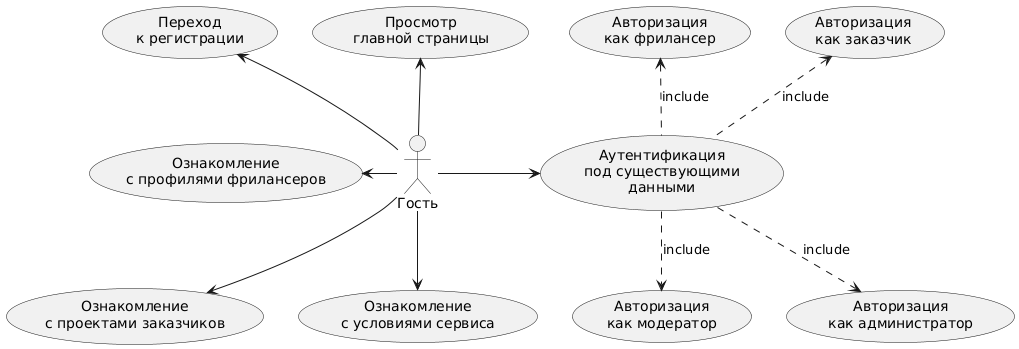 Переход
к регистрации
Просмотр
главной страницы
Авторизация
как фрилансер
Авторизация
как заказчик
include
include
Ознакомление
с профилями фрилансеров
Гость
Аутентификация
под существующими
данными
include
include
Ознакомление
с проектами заказчиков
Ознакомление
с условиями сервиса
Авторизация
как модератор
Авторизация
как администратор